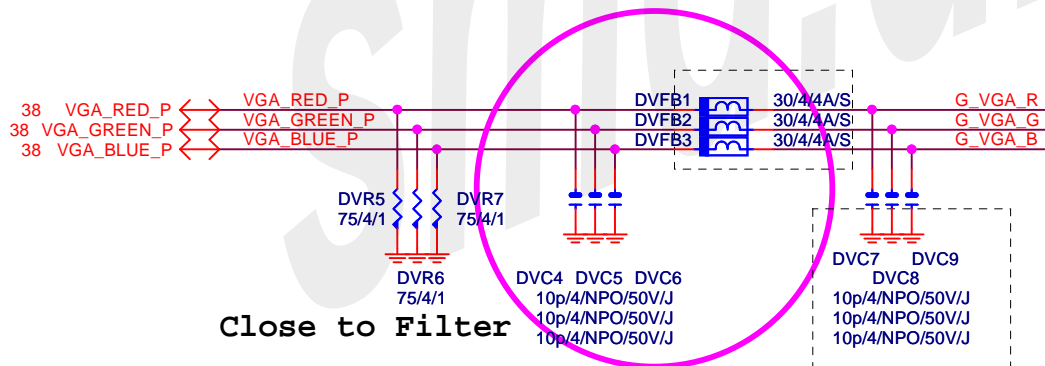 38 VGA_RED_P VGA_RED_P DVFB1 30/4/4A/S G_VGA_R
38 VGA_GREEN_P VGA_GREEN_P DVFB2 30/4/4A/S G_VGA_G
38 VGA_BLUE_P VGA_BLUE_P DVFB3 30/4/4A/S G_VGA_B
DVR5 DVR7
75/4/1 75/4/1
DVR6
75/4/1
DVC4 DVC5 DVC6
10p/4/NPO/50V/J
10p/4/NPO/50V/J
10p/4/NPO/50V/J
DVC7 DVC9
DVC8
10p/4/NPO/50V/J
10p/4/NPO/50V/J
10p/4/NPO/50V/J
Close to Filter